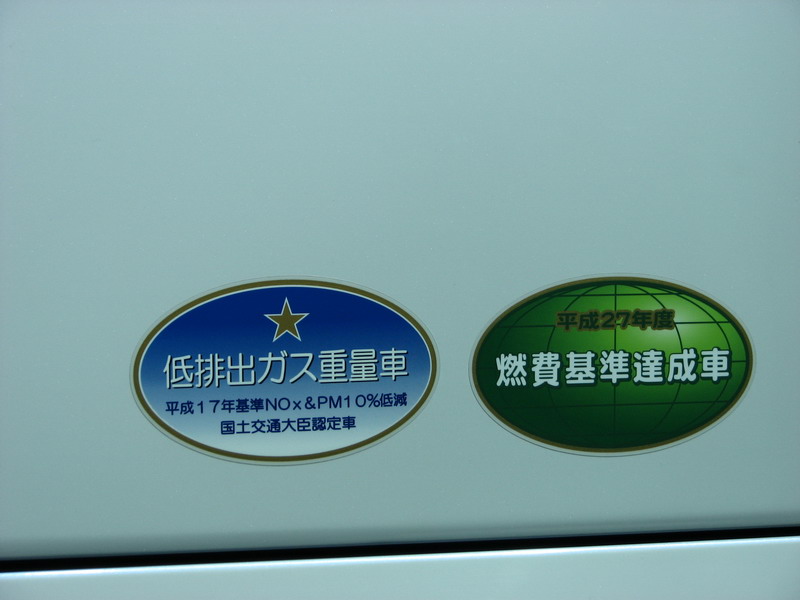 低排出ガス重量車
平成17年基準NOx&PM10%低減
国土交通大臣認定車
平成27年度
燃費基準達成車